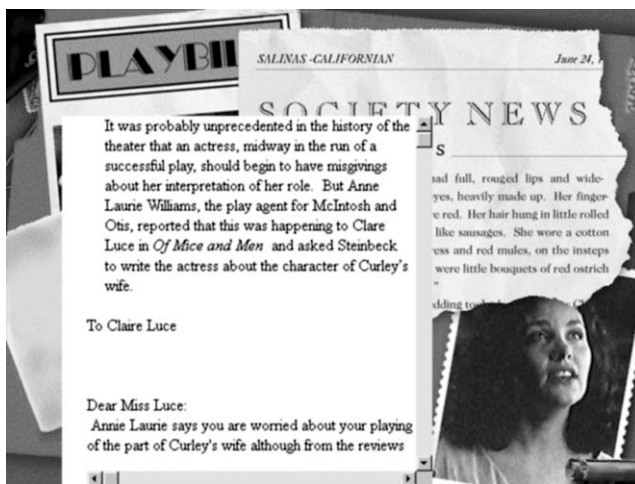 PLAYBIL
SALINAS-CALIFORNIAN June 24,
SOCIETY NEWS
S
It was probably unprecedented in the history of the
theater that an actress, midway in the run of a
successful play, should begin to have misgivings
about her interpretation of her role. But Anne
Laurie Williams, the play agent for McIntosh and
Otis, reported that this was happening to Clare
Luce in Of Mice and Men and asked Steinbeck
to write the actress about the character of Curley's
wife.
To Claire Luce
Dear Miss Luce:
Annie Laurie says you are worried about your playing
of the part of Curley's wife although from the reviews
had full, rouged lips and wide-
yes, heavily made up. Her finger-
e red. Her hair hung in little rolled
like sausages. She wore a cotton
ess and red mules, on the insteps
were little bouquets of red ostrich
"
dding to